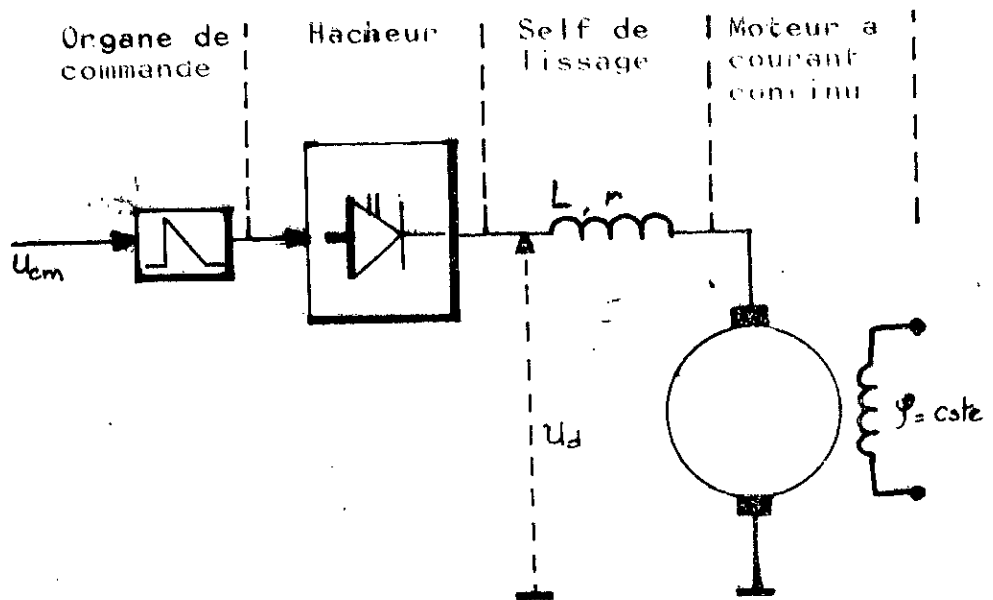 Organe de
commande
Hacheur
Self de
lissage
Moteur a
courant
continu
L, r
Ucm
Ud
φ = cste